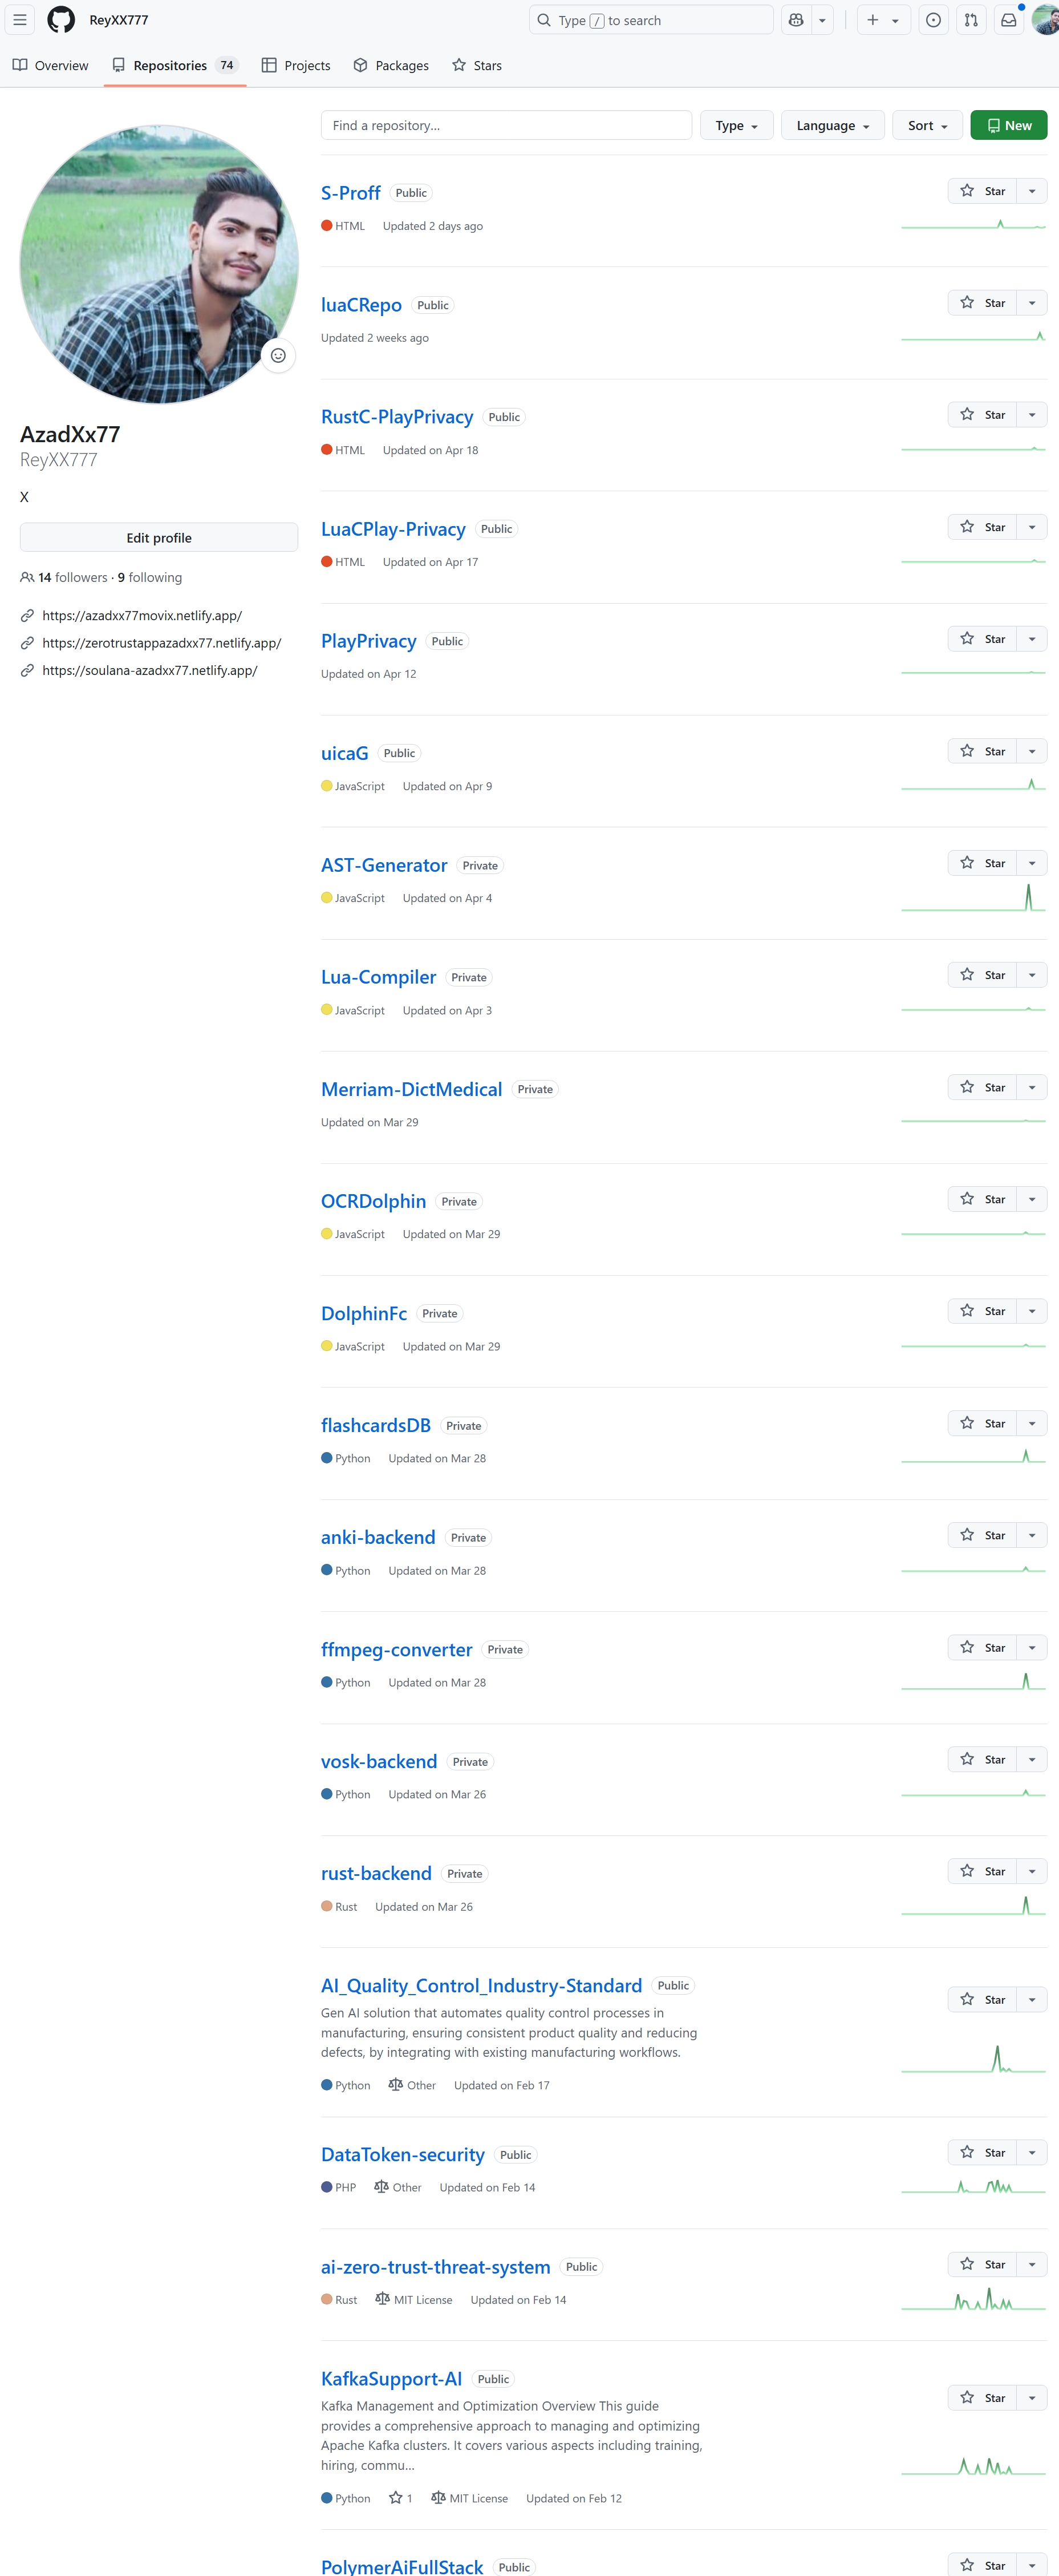 ReyXX777
Type / to search
Overview
Repositories 74
Projects
Packages
Stars
AzadXx77
ReyXX777
X
Edit profile
14 followers · 9 following
https://azadxx77movix.netlify.app/
https://zerotrustappazadxx77.netlify.app/
https://soulana-azadxx77.netlify.app/
Find a repository...
Type
Language
Sort
New
S-Proff Public
Star
HTML Updated 2 days ago
luaCRepo Public
Star
Updated 2 weeks ago
RustC-PlayPrivacy Public
Star
HTML Updated on Apr 18
LuaCPlay-Privacy Public
Star
HTML Updated on Apr 17
PlayPrivacy Public
Star
Updated on Apr 12
uicaG Public
Star
JavaScript Updated on Apr 9
AST-Generator Private
Star
JavaScript Updated on Apr 4
Lua-Compiler Private
Star
JavaScript Updated on Apr 3
Merriam-DictMedical Private
Star
Updated on Mar 29
OCRDolphin Private
Star
JavaScript Updated on Mar 29
DolphinFc Private
Star
JavaScript Updated on Mar 29
flashcardsDB Private
Star
Python Updated on Mar 28
anki-backend Private
Star
Python Updated on Mar 28
ffmpeg-converter Private
Star
Python Updated on Mar 28
vosk-backend Private
Star
Python Updated on Mar 26
rust-backend Private
Star
Rust Updated on Mar 26
AI_Quality_Control_Industry-Standard Public
Star
Gen AI solution that automates quality control processes in
manufacturing, ensuring consistent product quality and reducing
defects, by integrating with existing manufacturing workflows.
Python Other Updated on Feb 17
DataToken-security Public
Star
PHP Other Updated on Feb 14
ai-zero-trust-threat-system Public
Star
Rust MIT License Updated on Feb 14
KafkaSupport-AI Public
Star
Kafka Management and Optimization Overview This guide
provides a comprehensive approach to managing and optimizing
Apache Kafka clusters. It covers various aspects including training,
hiring, commu...
Python 1 MIT License Updated on Feb 12
PolymerAiFullStack Public
Star